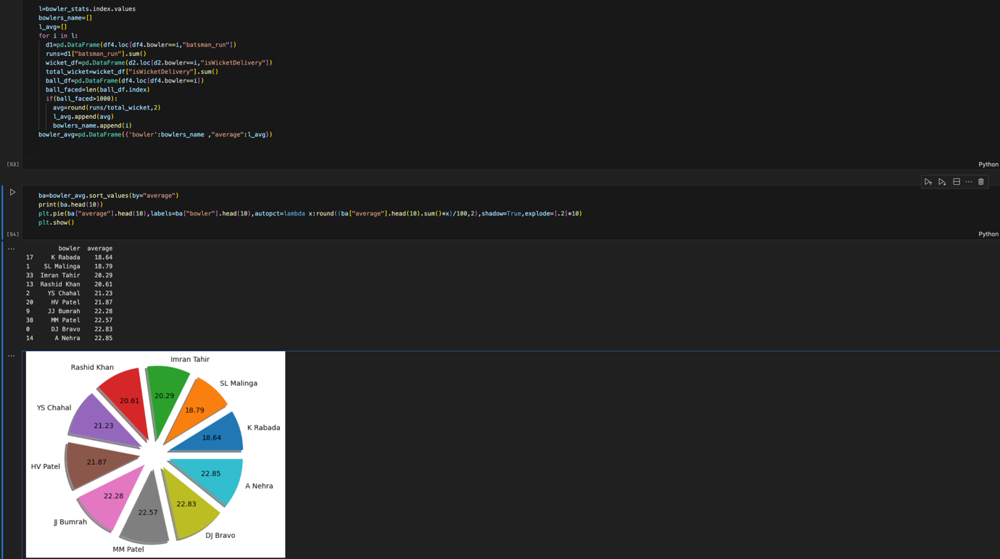 l=bowler_stats.index.values
bowlers_name=[]
l_avg=[]
for i in l:
  d1=pd.DataFrame(df4.loc[df4.bowler==i,"batsman_run"])
  runs=d1["batsman_run"].sum()
  wicket_df=pd.DataFrame(d2.loc[d2.bowler==i,"isWicketDelivery"])
  total_wicket=wicket_df["isWicketDelivery"].sum()
  ball_df=pd.DataFrame(df4.loc[df4.bowler==i])
  ball_faced=len(ball_df.index)
  if(ball_faced>1000):
    avg=round(runs/total_wicket,2)
    l_avg.append(avg)
    bowlers_name.append(i)
bowler_avg=pd.DataFrame({'bowler':bowlers_name ,"average":l_avg})
[53]
Python
ba=bowler_avg.sort_values(by="average")
print(ba.head(10))
plt.pie(ba["average"].head(10),labels=ba["bowler"].head(10),autopct=lambda x:round((ba["average"].head(10).sum()*x)/100,2),shadow=True,explode=[.2]*10)
plt.show()
[54]
Python
bowler average
17 K Rabada 18.64
1 SL Malinga 18.79
33 Imran Tahir 20.29
13 Rashid Khan 20.61
2 YS Chahal 21.23
20 HV Patel 21.87
9 JJ Bumrah 22.28
38 MM Patel 22.57
0 DJ Bravo 22.83
14 A Nehra 22.85
Imran Tahir
Rashid Khan
SL Malinga
20.29
20.61
YS Chahal
18.79
21.23
K Rabada
18.64
HV Patel
21.87
22.85
A Nehra
22.28
22.83
22.57
JJ Bumrah
DJ Bravo
MM Patel